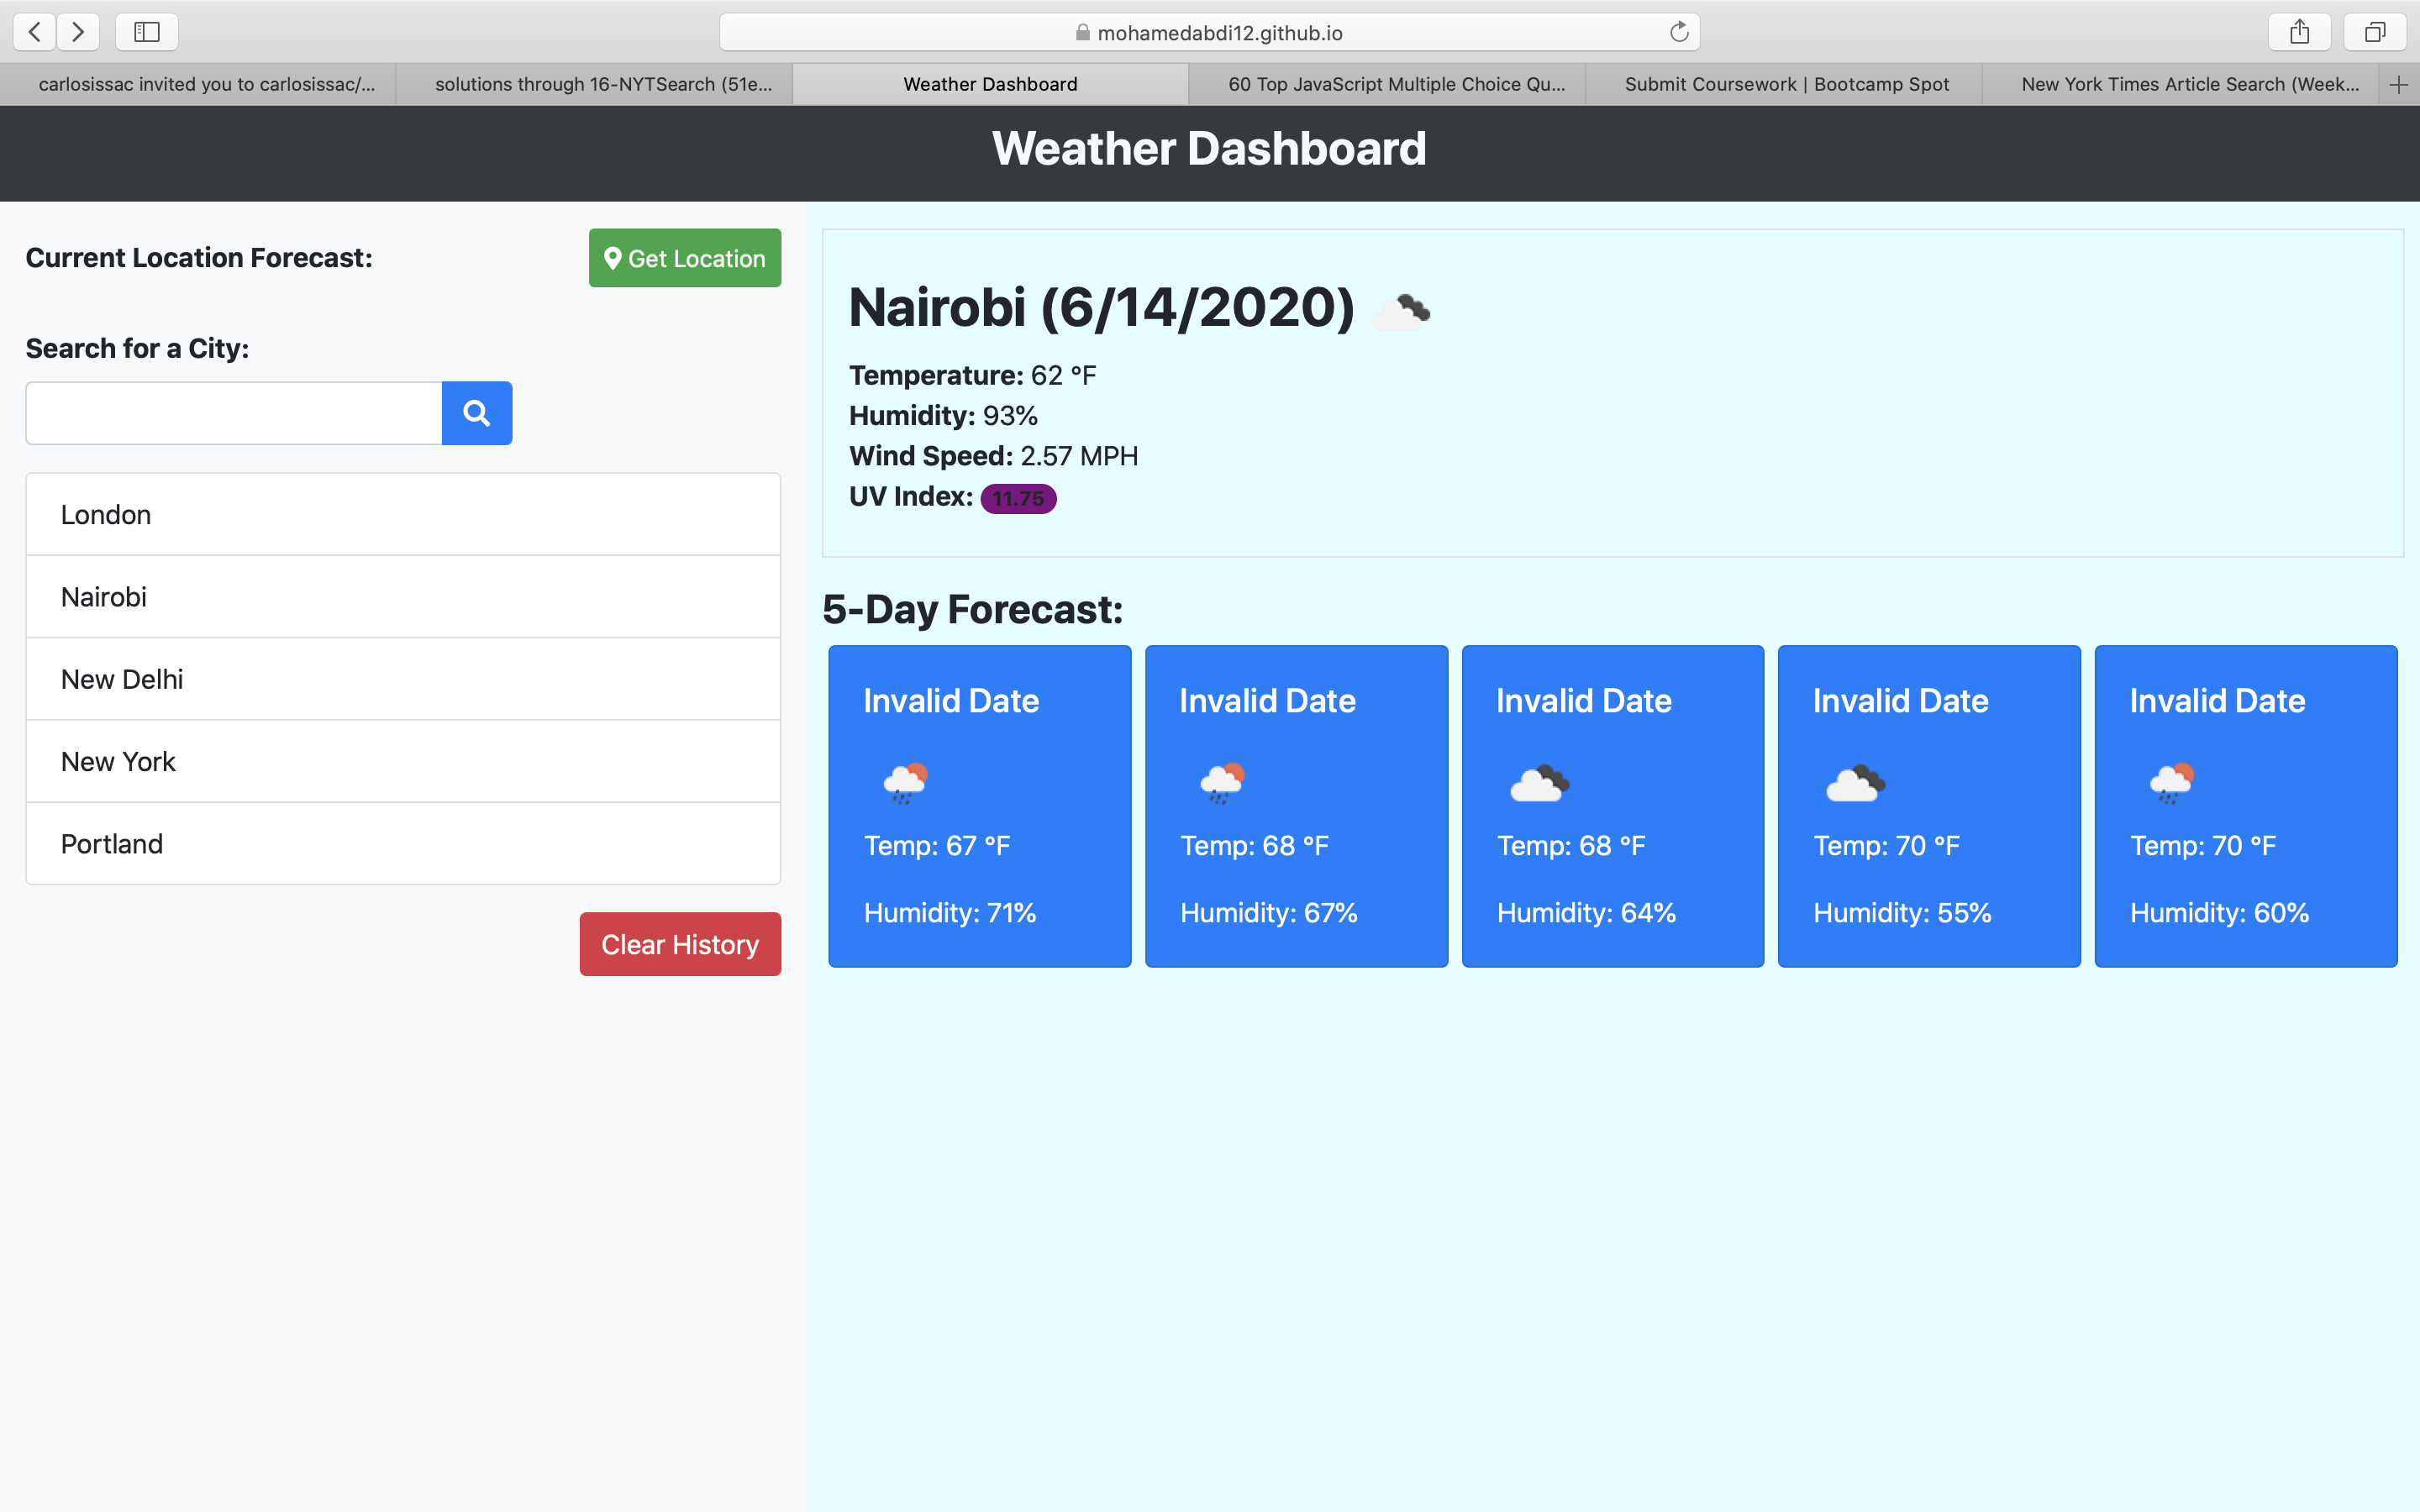 mohamedabdi12.github.io
carlosissac invited you to carlosissac/...
solutions through 16-NYTSearch (51e...
Weather Dashboard
60 Top JavaScript Multiple Choice Qu...
Submit Coursework | Bootcamp Spot
New York Times Article Search (Week...
Weather Dashboard
Current Location Forecast:
Get Location
Search for a City:
London
Nairobi
New Delhi
New York
Portland
Clear History
Nairobi (6/14/2020)
Temperature: 62 °F
Humidity: 93%
Wind Speed: 2.57 MPH
UV Index: 11.75
5-Day Forecast:
Invalid Date
Temp: 67 °F
Humidity: 71%
Invalid Date
Temp: 68 °F
Humidity: 67%
Invalid Date
Temp: 68 °F
Humidity: 64%
Invalid Date
Temp: 70 °F
Humidity: 55%
Invalid Date
Temp: 70 °F
Humidity: 60%